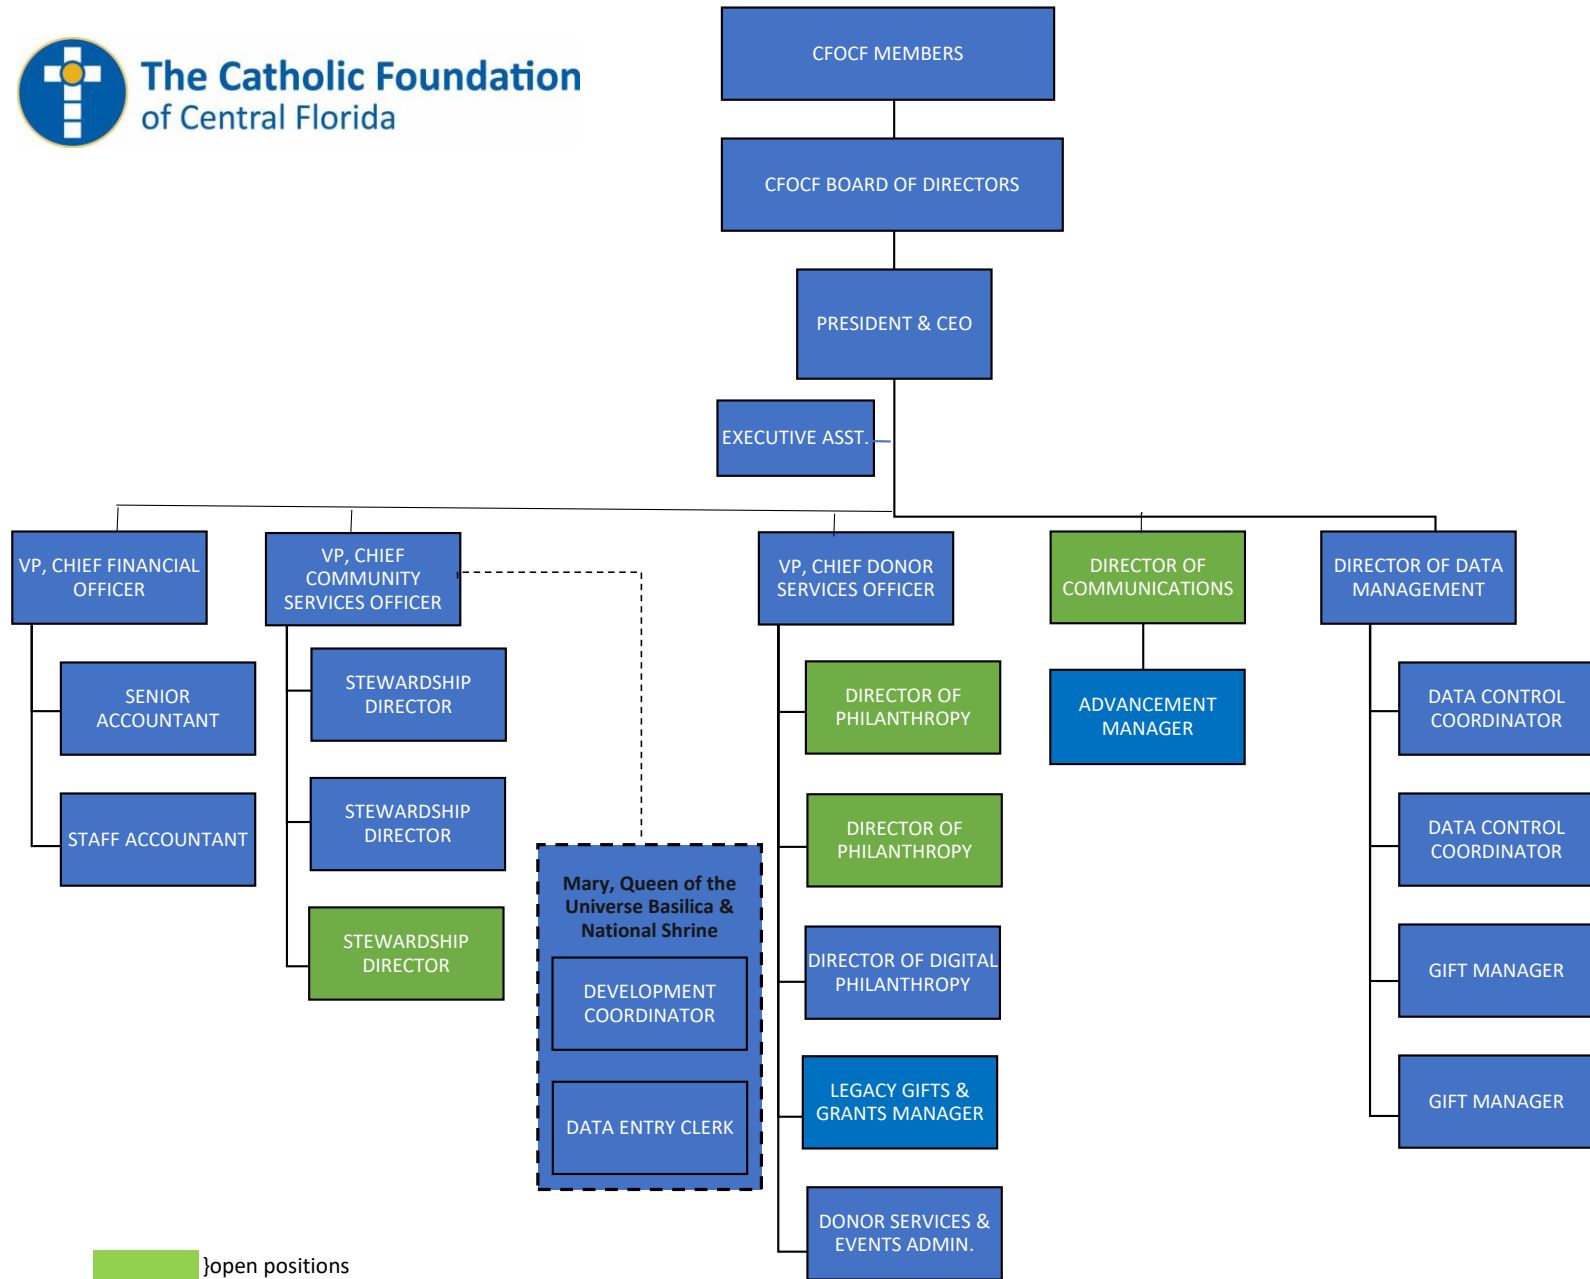 The Catholic Foundation
of Central Florida
CFOCF MEMBERS
CFOCF BOARD OF DIRECTORS
PRESIDENT & CEO
EXECUTIVE ASST.
VP, CHIEF FINANCIAL
OFFICER
SENIOR
ACCOUNTANT
STAFF ACCOUNTANT
VP, CHIEF
COMMUNITY
SERVICES OFFICER
STEWARDSHIP
DIRECTOR
STEWARDSHIP
DIRECTOR
STEWARDSHIP
DIRECTOR
Mary, Queen of the
Universe Basilica &
National Shrine
DEVELOPMENT
COORDINATOR
DATA ENTRY CLERK
VP, CHIEF DONOR
SERVICES OFFICER
DIRECTOR OF
PHILANTHROPY
DIRECTOR OF
PHILANTHROPY
DIRECTOR OF DIGITAL
PHILANTHROPY
LEGACY GIFTS &
GRANTS MANAGER
DONOR SERVICES &
EVENTS ADMIN.
DIRECTOR OF
COMMUNICATIONS
ADVANCEMENT
MANAGER
DIRECTOR OF DATA
MANAGEMENT
DATA CONTROL
COORDINATOR
DATA CONTROL
COORDINATOR
GIFT MANAGER
GIFT MANAGER
}open positions